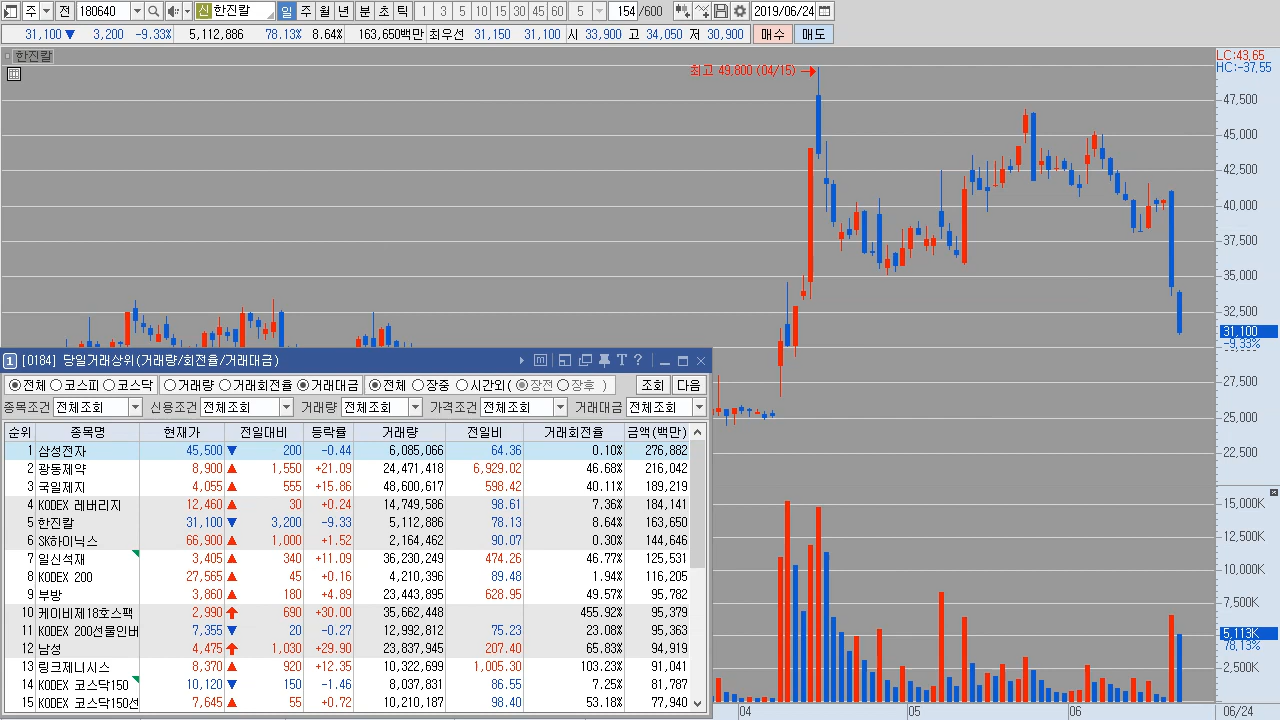 주 전 180640 신 한진칼 일 주 월 년 분 초 틱 1 3 5 10 15 30 45 60 5 154 /600 2019/06/24
31,100 ▼ 3,200 -9.33% 5,112,886 78.13% 8.64% 163,650백만 최우선 31,150 31,100 시 33,900 고 34,050 저 30,900 매수 매도
한진칼
LC:43,65
HC:-37,55
최고 49,800 (04/15) →
47,500
45,000
42,500
40,000
37,500
35,000
32,500
31,100
-9.33%
27,500
25,000
22,500
15,000K
12,500K
10,000K
7,500K
5,113K
78,13%
2,500K
04 05 06 06/24
1 [0184] 당일거래상위(거래량/회전율/거래대금) T ?
전체 코스피 코스닥 거래량 거래회전율 거래대금 전체 장중 시간외( 장전 장후 ) 조회 다음
종목조건 전체조회 신용조건 전체조회 거래량 전체조회 가격조건 전체조회 거래대금 전체조회
순위 종목명 현재가 전일대비 등락률 거래량 전일비 거래회전율 금액(백만)
1 삼성전자 45,500 ▼ 200 -0.44 6,085,066 64.36 0.10% 276,882
2 광동제약 8,900 ▲ 1,550 +21.09 24,471,418 6,929.02 46.68% 216,042
3 국일제지 4,055 ▲ 555 +15.86 48,600,617 598.42 40.11% 189,219
4 KODEX 레버리지 12,460 ▲ 30 +0.24 14,749,586 98.61 7.36% 184,141
5 한진칼 31,100 ▼ 3,200 -9.33 5,112,886 78.13 8.64% 163,650
6 SK하이닉스 66,900 ▲ 1,000 +1.52 2,164,462 90.07 0.30% 144,646
7 일신석재 3,405 ▲ 340 +11.09 36,230,249 474.26 46.77% 125,531
8 KODEX 200 27,565 ▲ 45 +0.16 4,210,396 89.48 1.94% 116,205
9 부방 3,860 ▲ 180 +4.89 23,443,895 628.95 49.57% 95,782
10 케이비제18호스팩 2,990 ↑ 690 +30.00 35,662,448 455.92% 95,379
11 KODEX 200선물인버 7,355 ▼ 20 -0.27 12,992,812 75.23 23.08% 95,363
12 남성 4,475 ↑ 1,030 +29.90 23,837,945 207.40 65.83% 94,919
13 링크제니시스 8,370 ▲ 920 +12.35 10,322,699 1,005.30 103.23% 91,041
14 KODEX 코스닥150 10,120 ▼ 150 -1.46 8,037,831 86.55 7.25% 81,787
15 KODEX 코스닥150선 7,645 ▲ 55 +0.72 10,210,187 98.40 53.18% 77,940